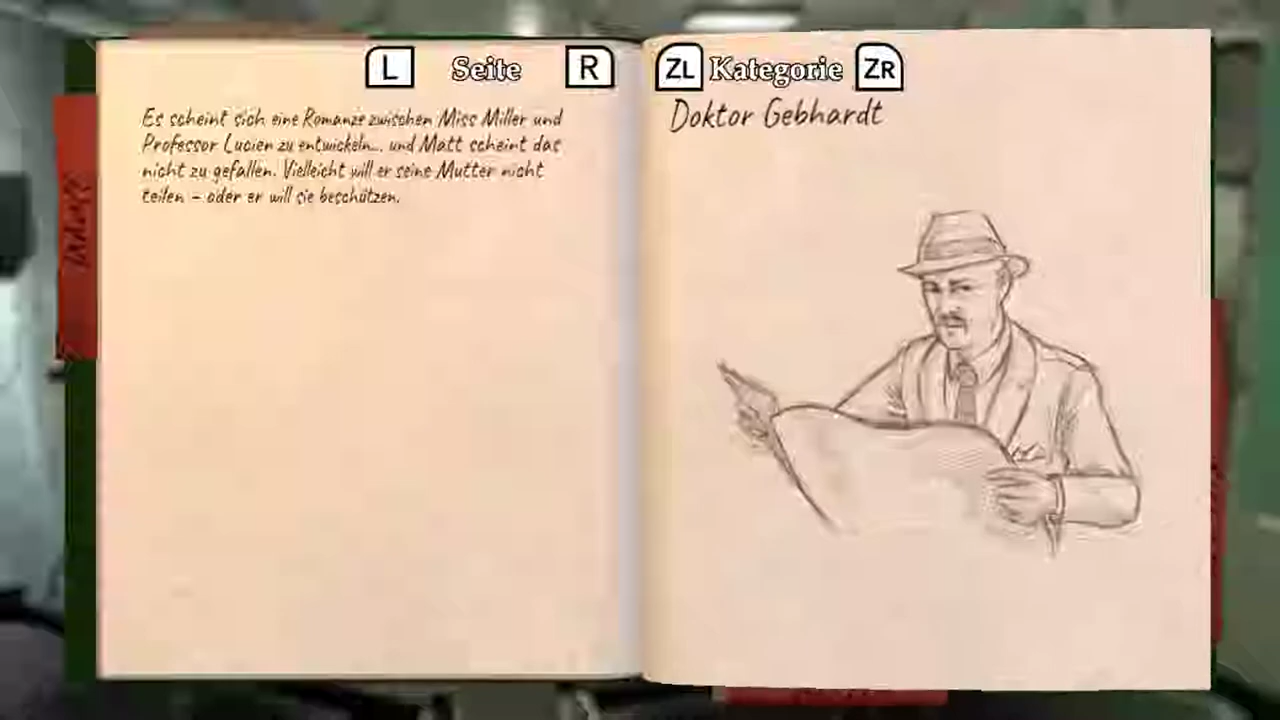 L Seite R
ZL Kategorie ZR
Es scheint sich eine Romanze zwischen Miss Miller und
Professor Lucien zu entwickeln... und Matt scheint das
nicht zu gefallen. Vielleicht will er seine Mutter nicht
teilen – oder er will sie beschützen.
Doktor Gebhardt